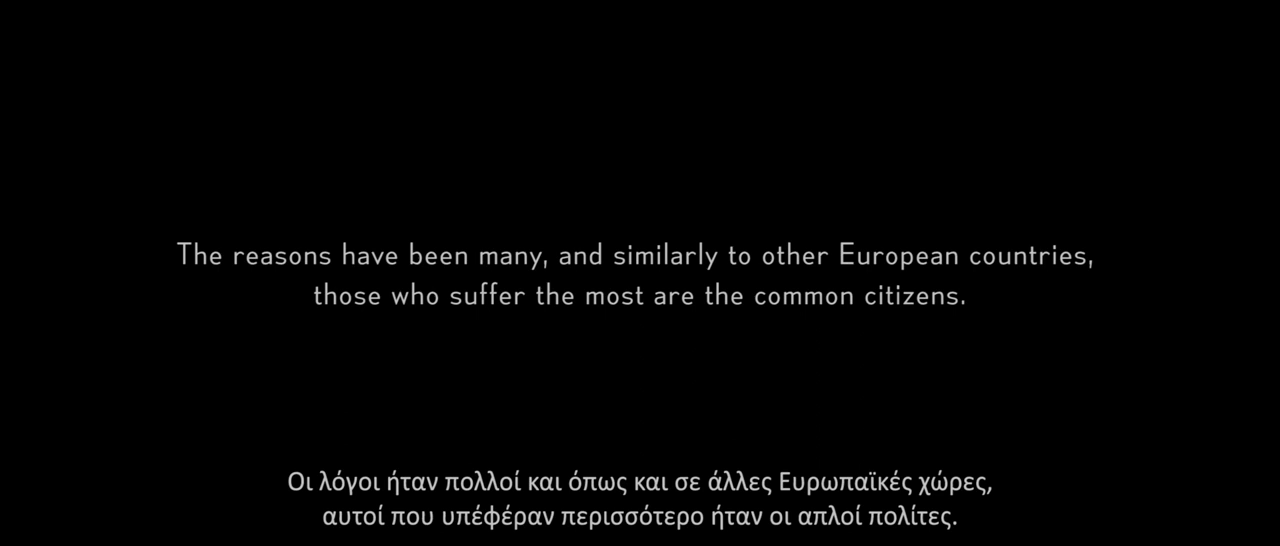 The reasons have been many, and similarly to other European countries,
those who suffer the most are the common citizens.
Οι λόγοι ήταν πολλοί και όπως και σε άλλες Ευρωπαϊκές χώρες,
αυτοί που υπέφέραν περισσότερο ήταν οι απλοί πολίτες.